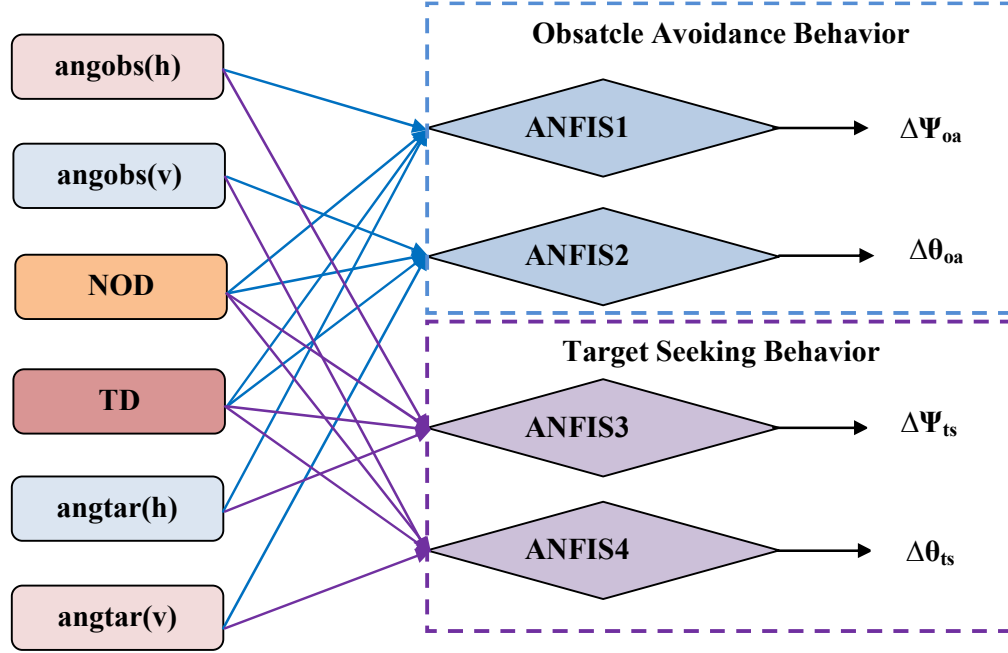 angobs(h)
angobs(v)
NOD
TD
angtar(h)
angtar(v)
Obsatcle Avoidance Behavior
ANFIS1
ΔΨoa
ANFIS2
Δθoa
Target Seeking Behavior
ANFIS3
ΔΨts
ANFIS4
Δθts